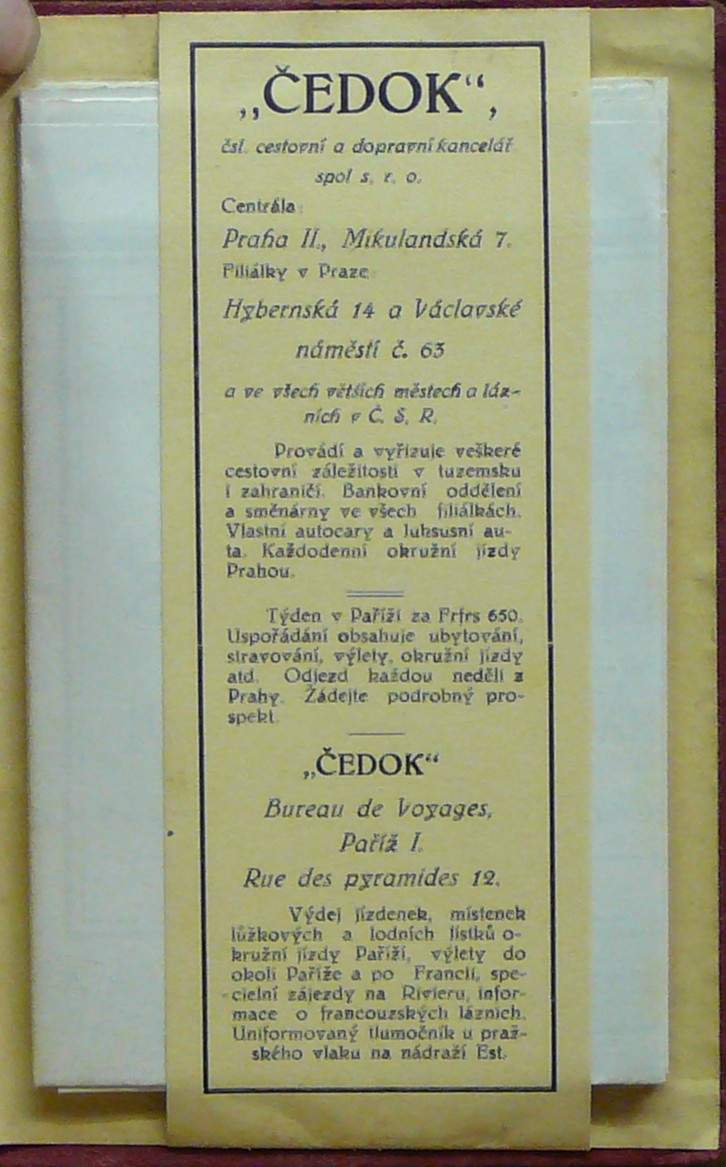 „ČEDOK“,
čsl. cestovní a dopravní kancelář
spol s. r. o.
Centrála:
Praha II., Mikulandská 7.
Filiálky v Praze:
Hybernská 14 a Václavské
náměstí č. 63
a ve všech větších městech a láz-
ních v Č. S. R.
Provádí a vyřizuje veškeré
cestovní záležitosti v tuzemsku
i zahraničí. Bankovní oddělení
a směnárny ve všech filiálkách.
Vlastní autocary a luksusní au-
ta. Každodenní okružní jízdy
Prahou.
Týden v Paříži za Frfrs 650.
Uspořádání obsahuje ubytování,
stravování, výlety, okružní jízdy
atd. Odjezd každou neděli z
Prahy. Žádejte podrobný pro-
spekt.
„ČEDOK“
Bureau de Voyages,
Paříž I.
Rue des pyramides 12.
Výdej jízdenek, místenek
lůžkových a lodních lístků o-
kružní jízdy Paříží, výlety do
okolí Paříže a po Francii, spe-
cielní zájezdy na Rivieru, infor-
mace o francouzských lázních.
Uniformovaný tlumočník u praž-
ského vlaku na nádraží Est.